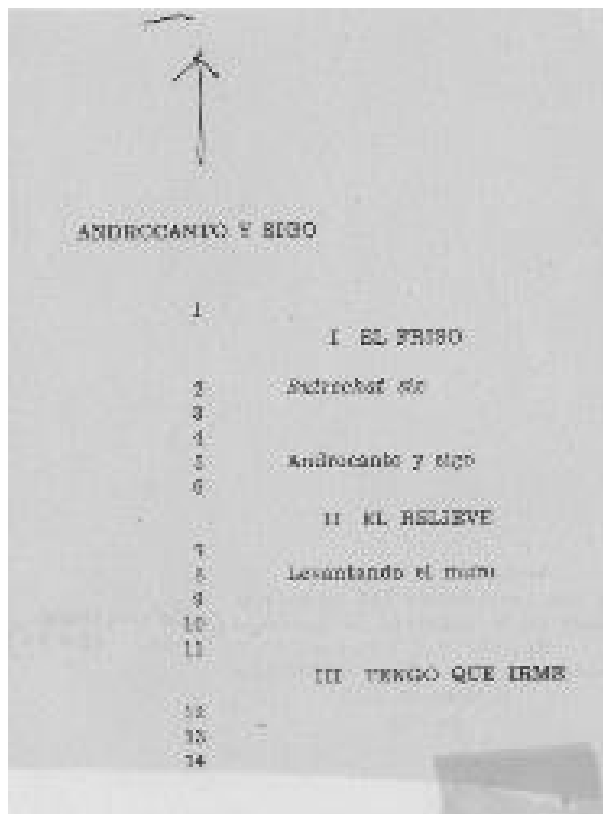 ANDROCANTO Y SIGO
1
I EL FRISO
2
3
4
5 Androcanto y sigo
6
II EL RELIEVE
7
8 Levantando el muro
9
10
11
III TENGO QUE IRME
12
13
14